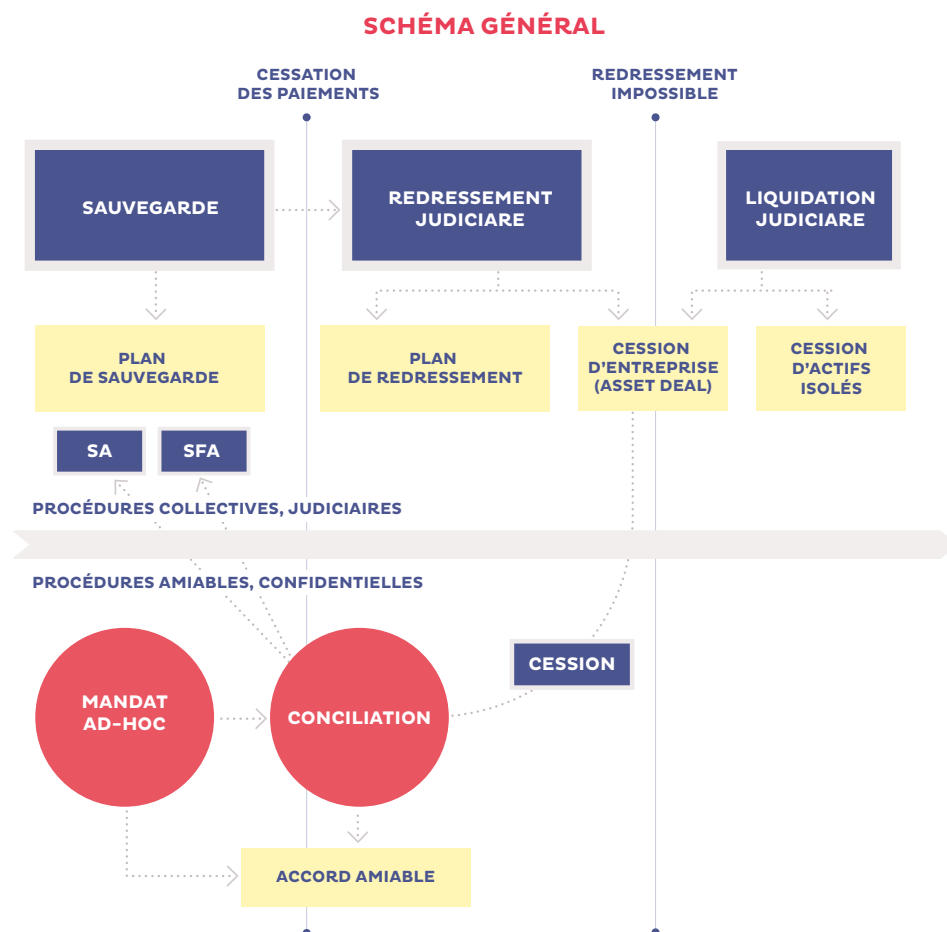 SCHÉMA GÉNÉRAL
CESSATION
DES PAIEMENTS
REDRESSEMENT
IMPOSSIBLE
SAUVEGARDE
REDRESSEMENT
JUDICIARE
LIQUIDATION
JUDICIARE
PLAN
DE SAUVEGARDE
PLAN
DE REDRESSEMENT
CESSION
D'ENTREPRISE
(ASSET DEAL)
CESSION
D'ACTIFS
ISOLÉS
SA
SFA
PROCÉDURES COLLECTIVES, JUDICIAIRES
PROCÉDURES AMIABLES, CONFIDENTIELLES
MANDAT
AD-HOC
CONCILIATION
CESSION
ACCORD AMIABLE